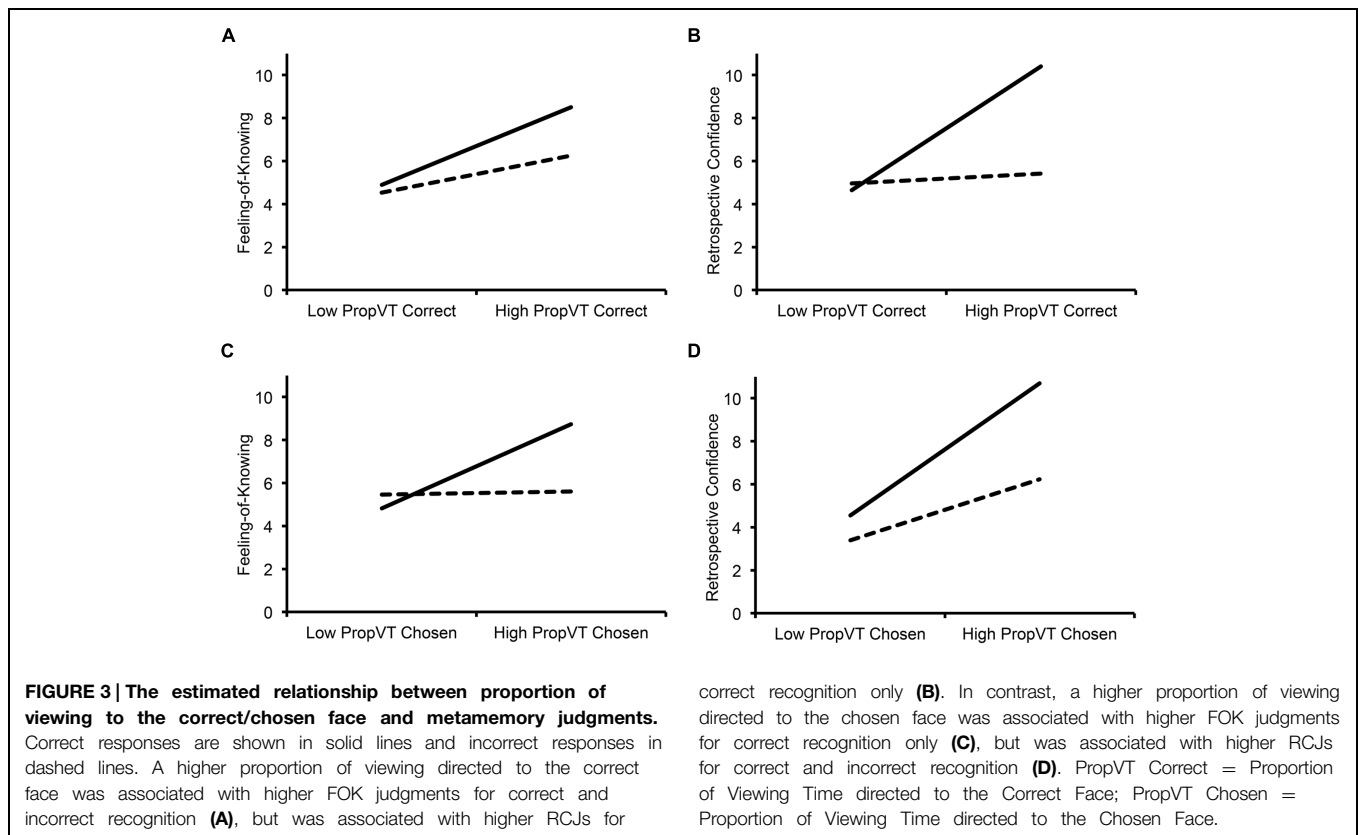 A
Feeling-of-Knowing
10
8
6
4
2
0
Low PropVT Correct
High PropVT Correct
B
Retrospective Confidence
10
8
6
4
2
0
Low PropVT Correct
High PropVT Correct
C
Feeling-of-Knowing
10
8
6
4
2
0
Low PropVT Chosen
High PropVT Chosen
D
Retrospective Confidence
10
8
6
4
2
0
Low PropVT Chosen
High PropVT Chosen
FIGURE 3 | The estimated relationship between proportion of
viewing to the correct/chosen face and metamemory judgments.
Correct responses are shown in solid lines and incorrect responses in
dashed lines. A higher proportion of viewing directed to the correct
face was associated with higher FOK judgments for correct and
incorrect recognition (A), but was associated with higher RCJs for
correct recognition only (B). In contrast, a higher proportion of viewing
directed to the chosen face was associated with higher FOK judgments
for correct recognition only (C), but was associated with higher RCJs
for correct and incorrect recognition (D). PropVT Correct = Proportion
of Viewing Time directed to the Correct Face; PropVT Chosen =
Proportion of Viewing Time directed to the Chosen Face.